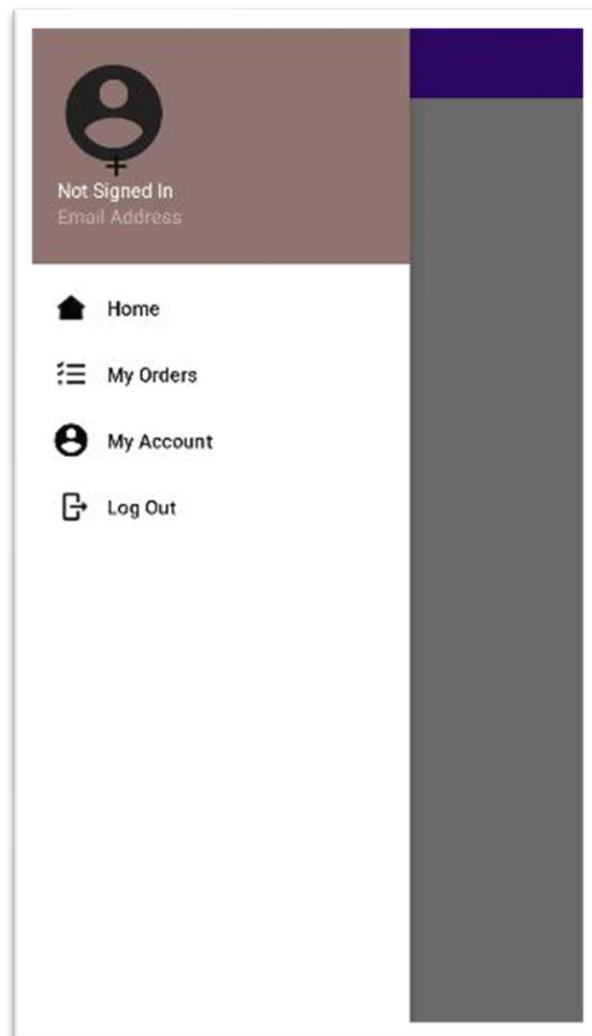 Not Signed In
Email Address
Home
My Orders
My Account
Log Out